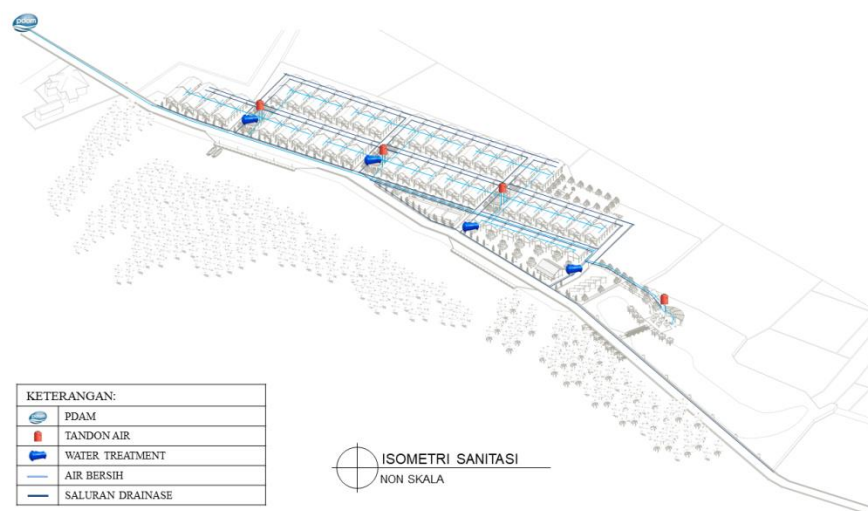 pdam
KETERANGAN:
PDAM
TANDON AIR
WATER TREATMENT
AIR BERSIH
SALURAN DRAINASE
ISOMETRI SANITASI
NON SKALA